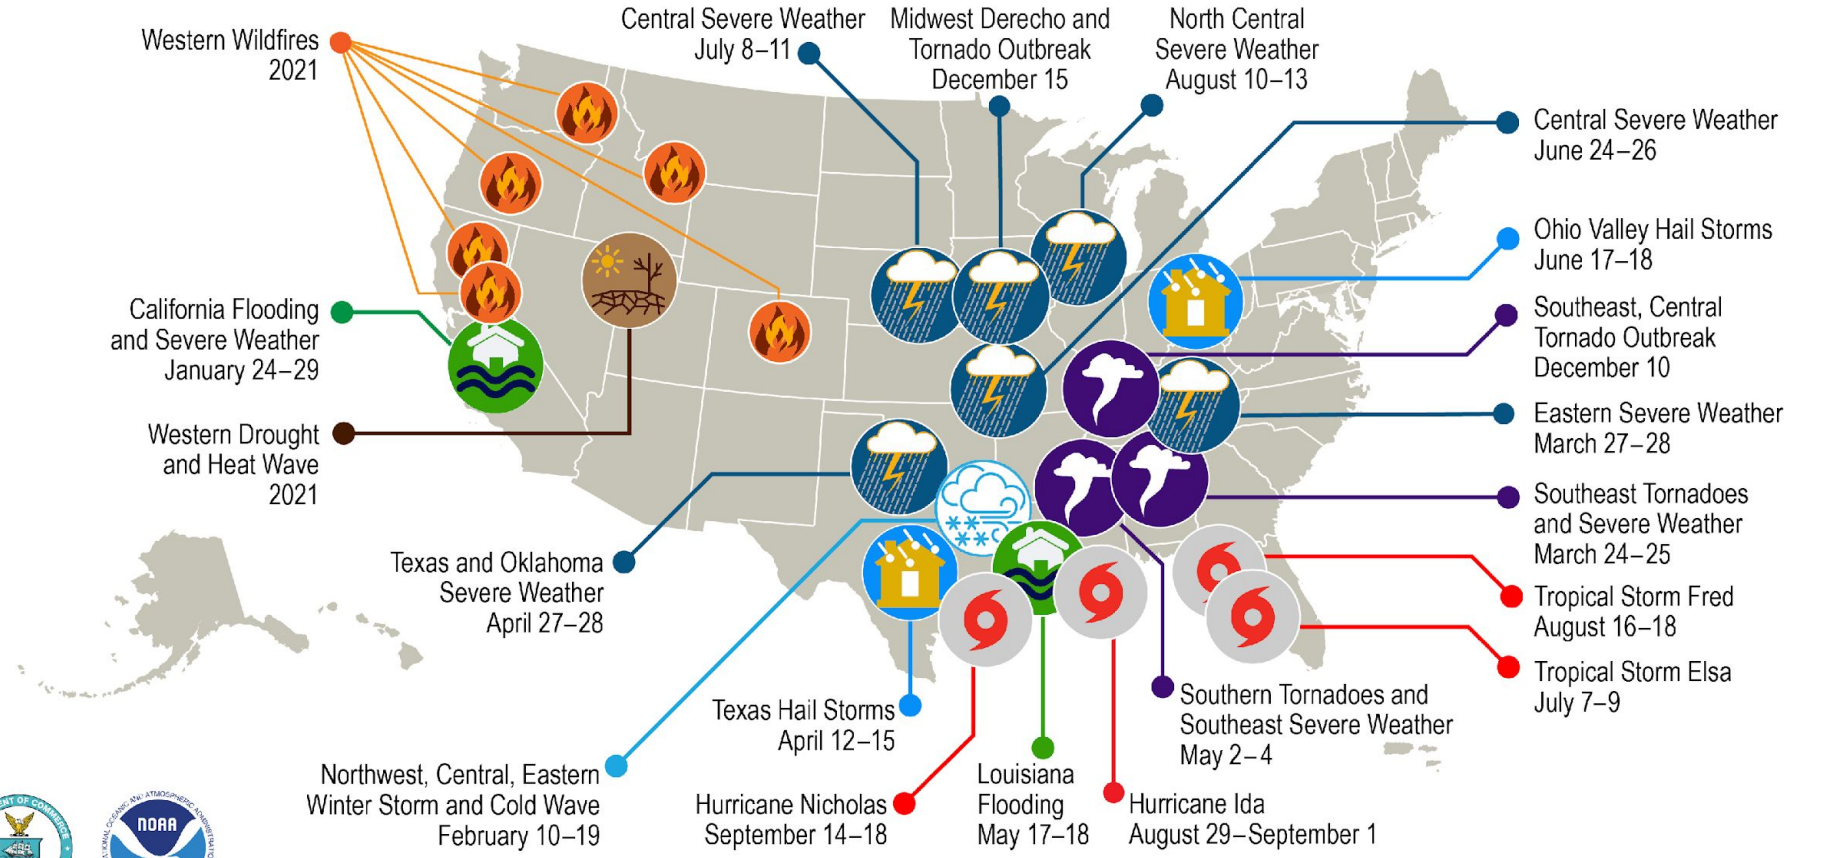 Western Wildfires
2021
Central Severe Weather
July 8–11
Midwest Derecho and
Tornado Outbreak
December 15
North Central
Severe Weather
August 10–13
Central Severe Weather
June 24–26
Ohio Valley Hail Storms
June 17–18
Southeast, Central
Tornado Outbreak
December 10
Eastern Severe Weather
March 27–28
Southeast Tornadoes
and Severe Weather
March 24–25
Tropical Storm Fred
August 16–18
Tropical Storm Elsa
July 7–9
California Flooding
and Severe Weather
January 24–29
Western Drought
and Heat Wave
2021
Texas and Oklahoma
Severe Weather
April 27–28
Texas Hail Storms
April 12–15
Southern Tornadoes and
Southeast Severe Weather
May 2–4
Northwest, Central, Eastern
Winter Storm and Cold Wave
February 10–19
Hurricane Nicholas
September 14–18
Louisiana
Flooding
May 17–18
Hurricane Ida
August 29–September 1
OF COMMERCE
OCEANIC AND ATMOSPHERIC
NOAA